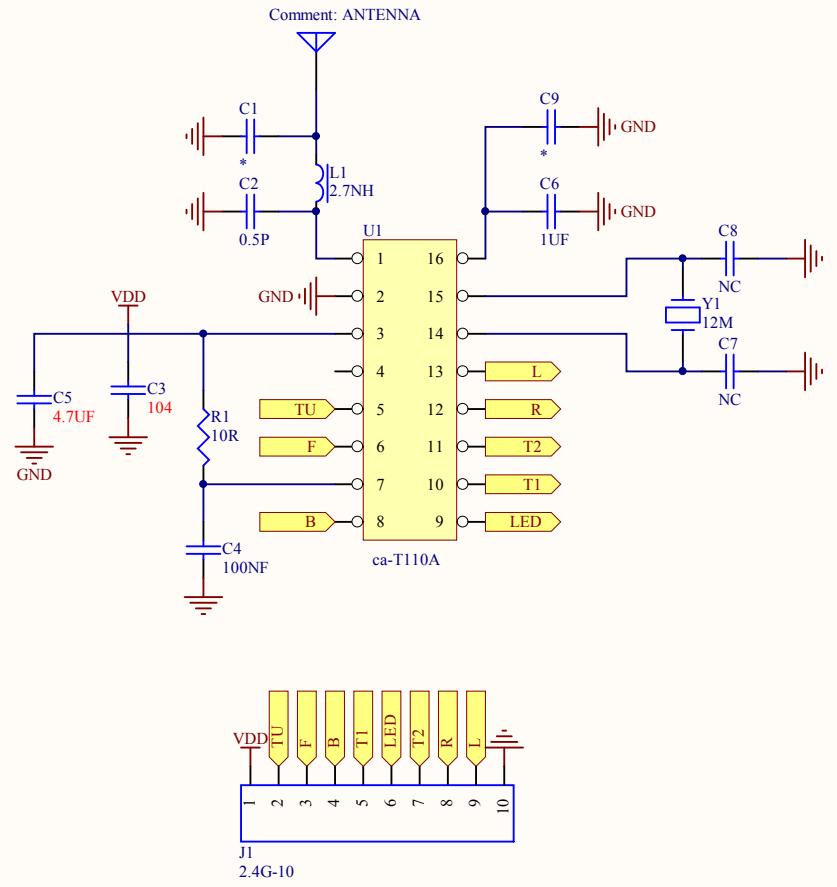 Comment: ANTENNA
C1
*
L1
2.7NH
C2
0.5P
C9
*
GND
C6
1UF
GND
U1
1
16
2
15
3
14
4
13
5
12
6
11
7
10
8
9
ca-T110A
GND
VDD
C5
4.7UF
GND
C3
104
R1
10R
C4
100NF
TU
F
B
L
R
T2
T1
LED
C8
NC
Y1
12M
C7
NC
VDD
TU
F
B
T1
LED
T2
R
L
1
2
3
4
5
6
7
8
9
10
J1
2.4G-10